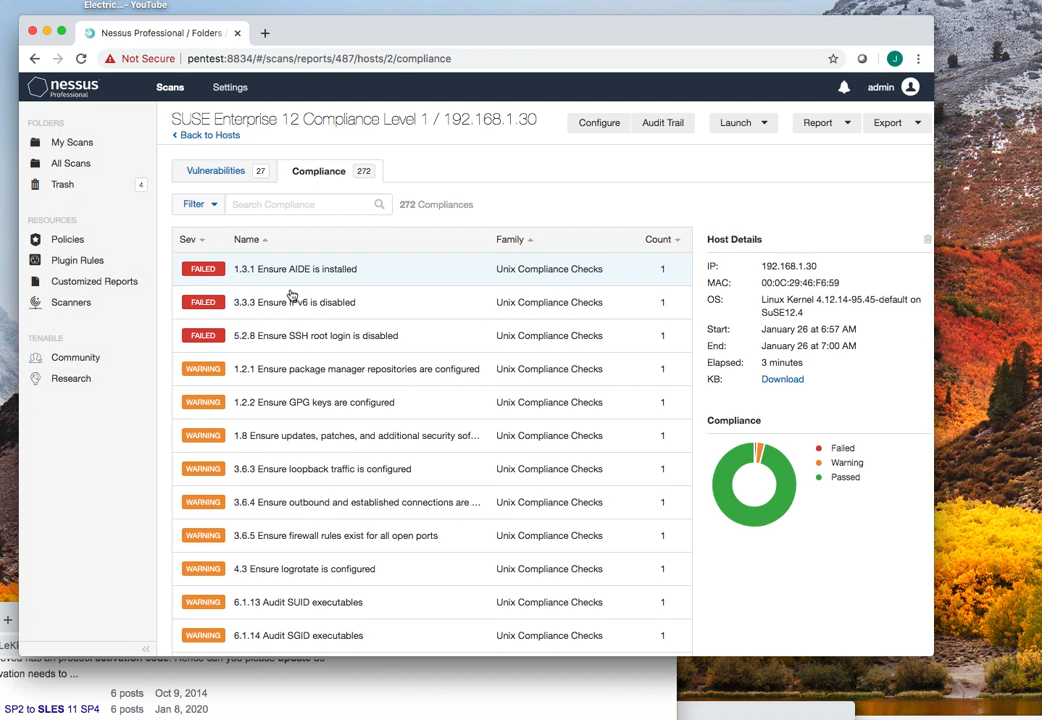 Electric...- YouTube
Nessus Professional / Folders /
Not Secure pentest:8834/#/scans/reports/487/hosts/2/compliance
J
nessus
Professional
Scans Settings
admin
FOLDERS
My Scans
All Scans
Trash 4
RESOURCES
Policies
Plugin Rules
Customized Reports
Scanners
TENABLE
Community
Research
SUSE Enterprise 12 Compliance Level 1 / 192.168.1.30
Back to Hosts
Configure Audit Trail Launch Report Export
Vulnerabilities 27 Compliance 272
Filter Search Compliance 272 Compliances
Sev Name Family Count
FAILED 1.3.1 Ensure AIDE is installed Unix Compliance Checks 1
FAILED 3.3.3 Ensure IPv6 is disabled Unix Compliance Checks 1
FAILED 5.2.8 Ensure SSH root login is disabled Unix Compliance Checks 1
WARNING 1.2.1 Ensure package manager repositories are configured Unix Compliance Checks 1
WARNING 1.2.2 Ensure GPG keys are configured Unix Compliance Checks 1
WARNING 1.8 Ensure updates, patches, and additional security sof... Unix Compliance Checks 1
WARNING 3.6.3 Ensure loopback traffic is configured Unix Compliance Checks 1
WARNING 3.6.4 Ensure outbound and established connections are ... Unix Compliance Checks 1
WARNING 3.6.5 Ensure firewall rules exist for all open ports Unix Compliance Checks 1
WARNING 4.3 Ensure logrotate is configured Unix Compliance Checks 1
WARNING 6.1.13 Audit SUID executables Unix Compliance Checks 1
WARNING 6.1.14 Audit SGID executables Unix Compliance Checks 1
Host Details
IP: 192.168.1.30
MAC: 00:0C:29:46:F6:59
OS: Linux Kernel 4.12.14-95.45-default on
SuSE12.4
Start: January 26 at 6:57 AM
End: January 26 at 7:00 AM
Elapsed: 3 minutes
KB: Download
Compliance
Failed
Warning
Passed
vation needs to ...
6 posts Oct 9, 2014
SP2 to SLES 11 SP4 6 posts Jan 8, 2020